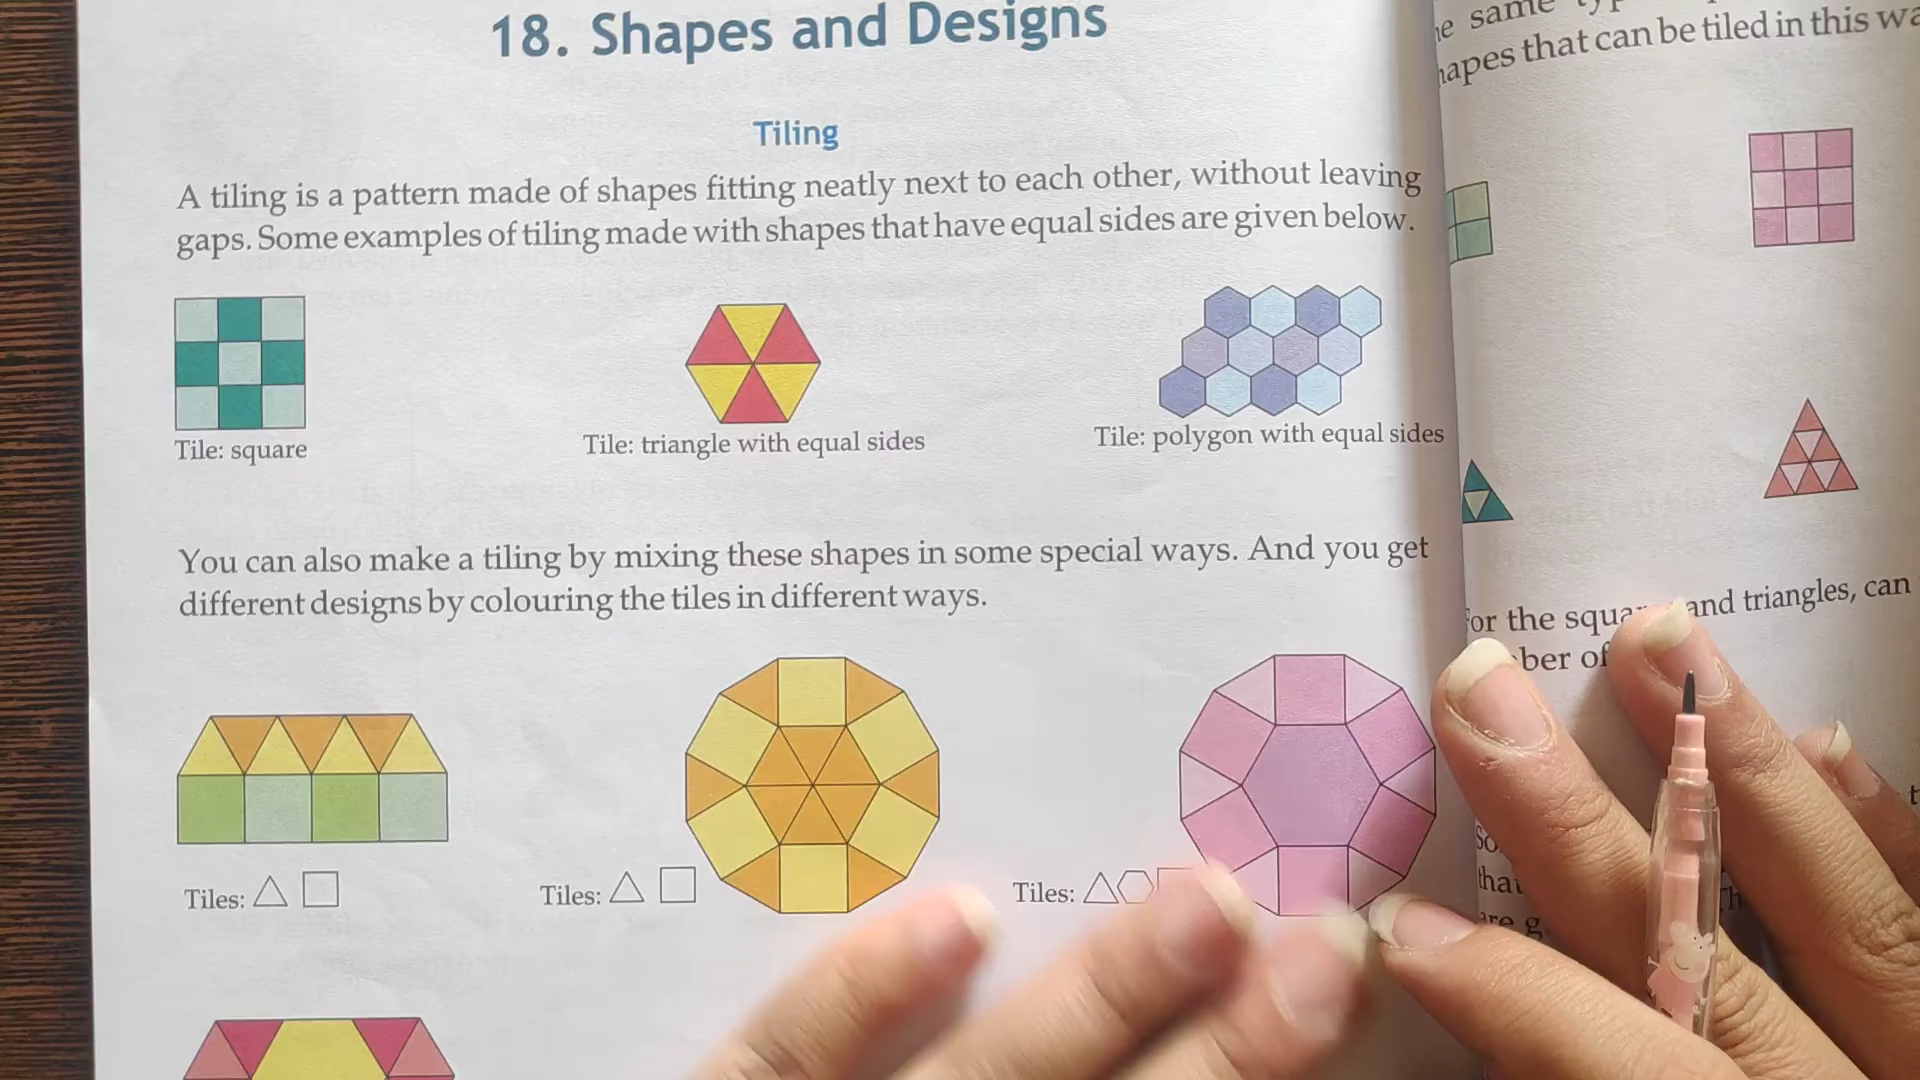 18. Shapes and Designs
Tiling
A tiling is a pattern made of shapes fitting neatly next to each other, without leaving
gaps. Some examples of tiling made with shapes that have equal sides are given below.
Tile: square
Tile: triangle with equal sides
Tile: polygon with equal sides
You can also make a tiling by mixing these shapes in some special ways. And you get
different designs by colouring the tiles in different ways.
Tiles:
Tiles:
Tiles:
same
that can be tiled in this
the and triangles, can
of